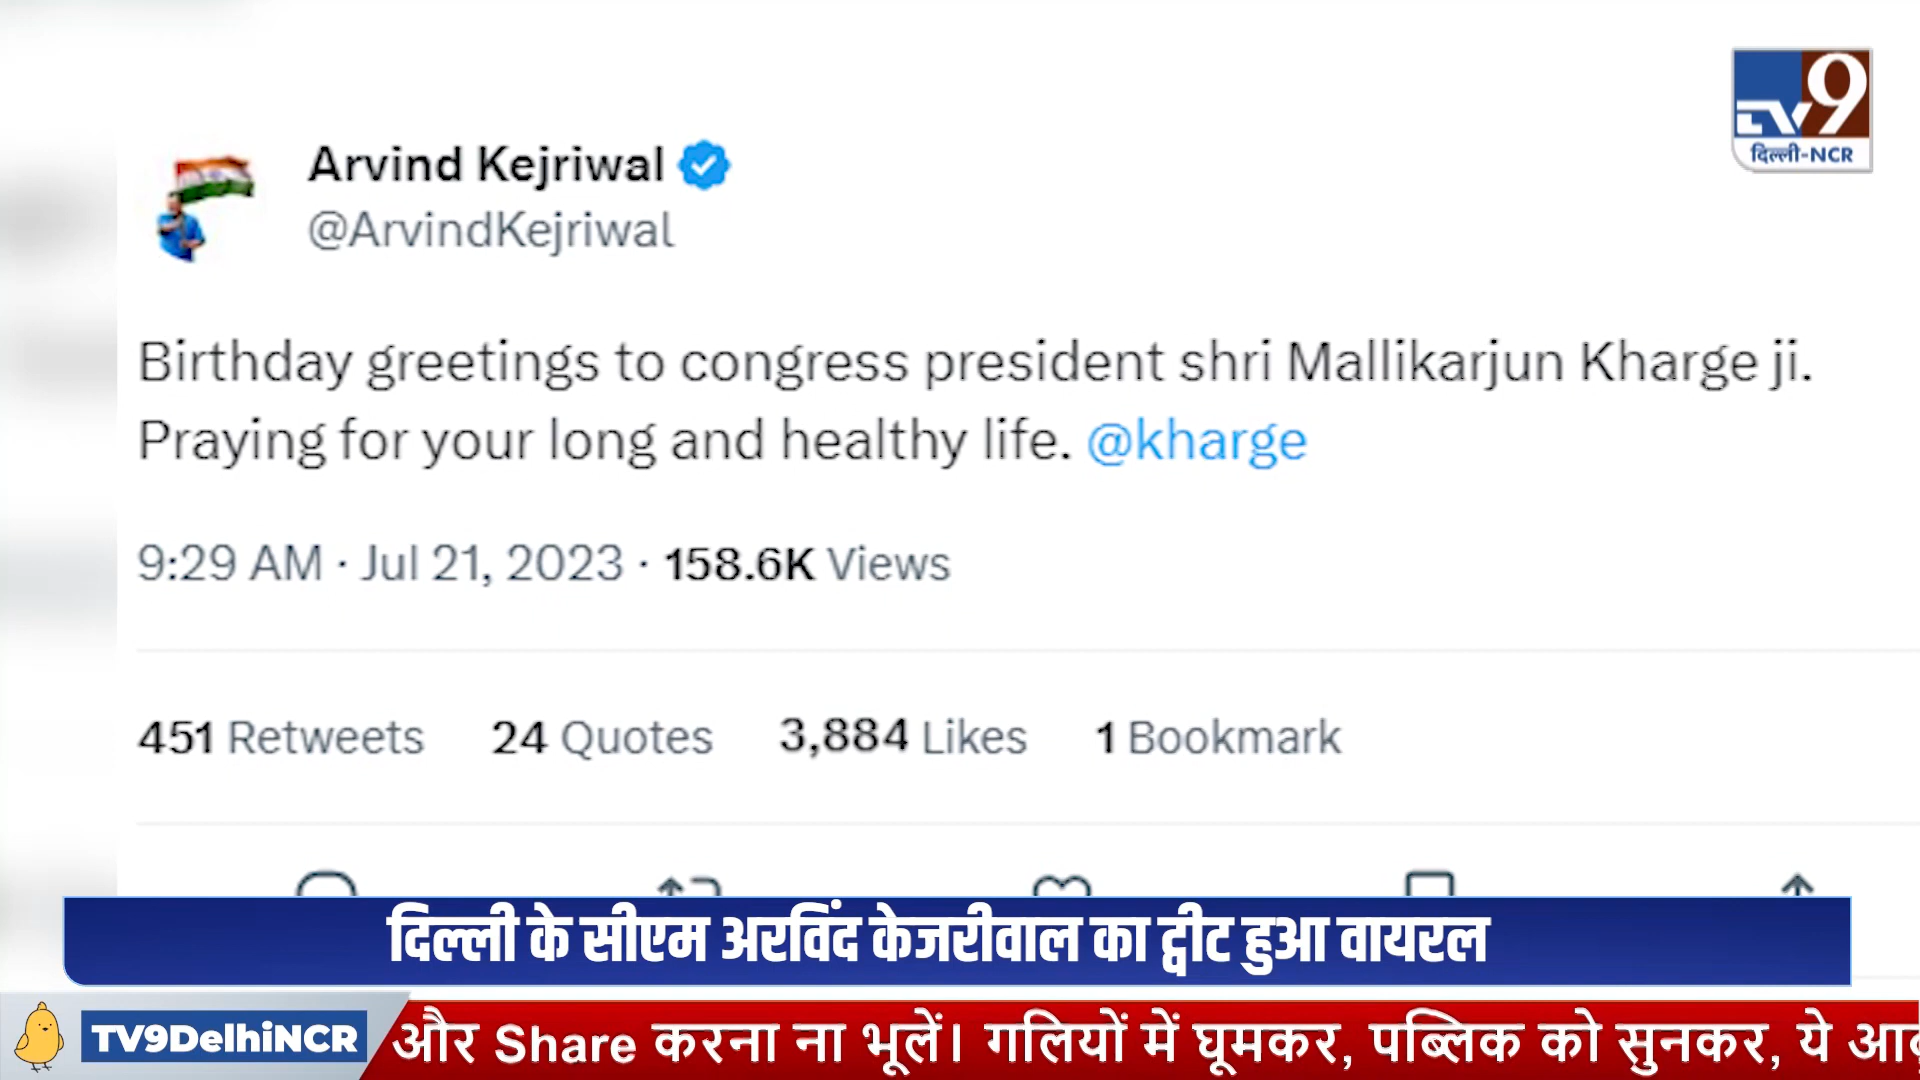 TV9
दिल्ली-NCR
Arvind Kejriwal
@ArvindKejriwal
Birthday greetings to congress president shri Mallikarjun Kharge ji.
Praying for your long and healthy life. @kharge
9:29 AM · Jul 21, 2023 · 158.6K Views
451 Retweets 24 Quotes 3,884 Likes 1 Bookmark
दिल्ली के सीएम अरविंद केजरीवाल का ट्वीट हुआ वायरल
TV9DelhiNCR और Share करना ना भूलें। गलियों में घूमकर, पब्लिक को सुनकर, ये